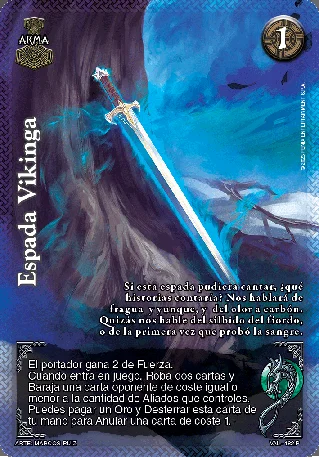 ARMA
1
Espada Vikinga
Si esta espada pudiera cantar, ¿qué
historias contaría? Nos hablará de
fragua y yunque, y del olor a carbón.
Quizás nos hable del silbido del fiordo,
o de la primera vez que probó la sangre.
El portador gana 2 de Fuerza.
Cuando entra en juego, Roba dos cartas y
Baraja una carta oponente de coste igual o
menor a la cantidad de Aliados que controles.
Puedes pagar un Oro y Desterrar esta carta de
tu mano para Anular una carta de coste 1.
ARTE: MARCOS RUIZ